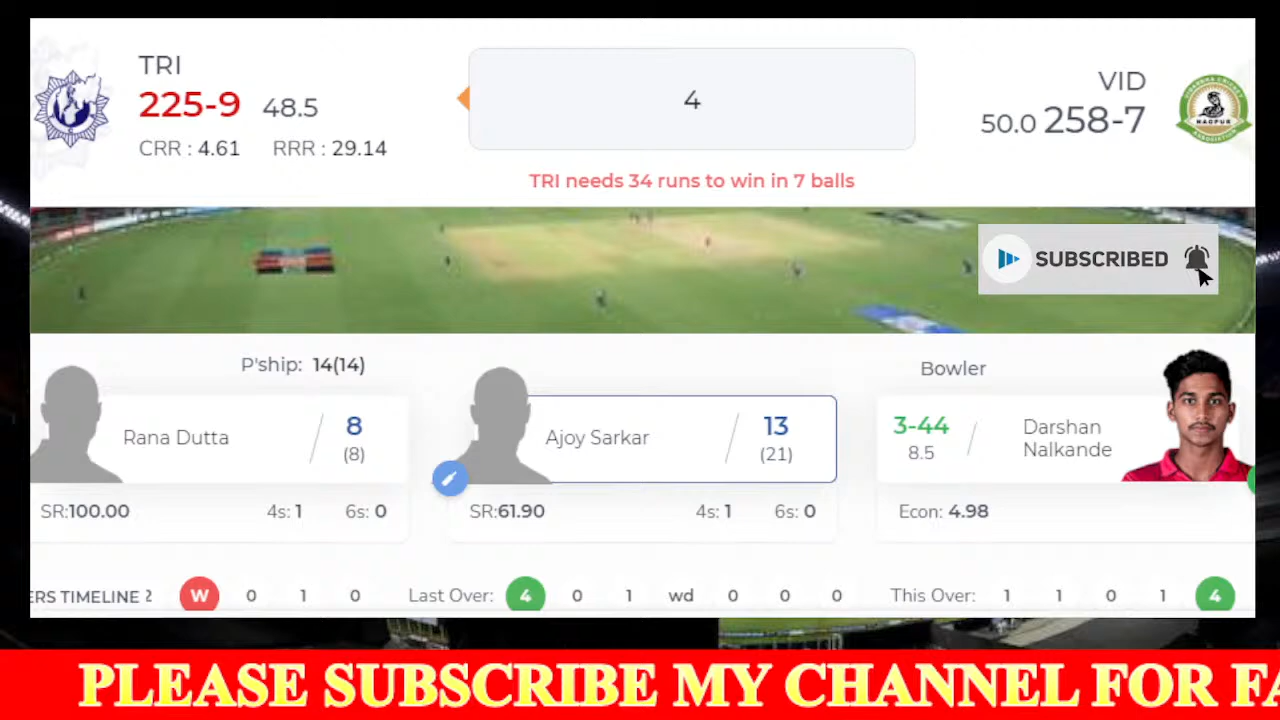 TRI
225-9 48.5
CRR : 4.61 RRR : 29.14
4
TRI needs 34 runs to win in 7 balls
VID
50.0 258-7
NAGPUR
SUBSCRIBED
P'ship: 14(14)
Rana Dutta 8
(8)
SR:100.00 4s: 1 6s: 0
Ajoy Sarkar 13
(21)
SR:61.90 4s: 1 6s: 0
Bowler
3-44 Darshan
8.5 Nalkande
Econ: 4.98
ERS TIMELINE 2 W 0 1 0 Last Over: 4 0 1 wd 0 0 0 This Over: 1 1 0 1 4
PLEASE SUBSCRIBE MY CHANNEL FOR FA